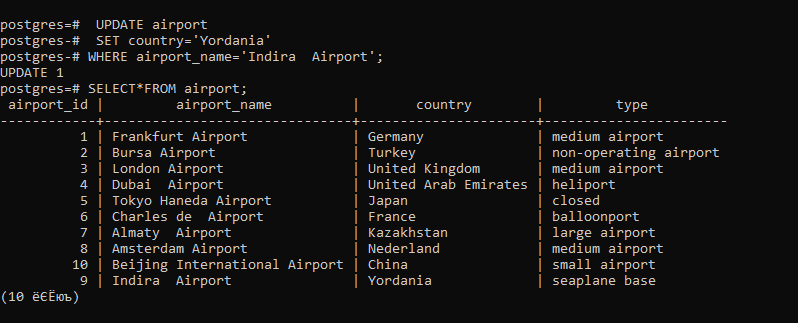 postgres=#  UPDATE airport
postgres-#  SET country='Yordania'
postgres-# WHERE airport_name='Indira  Airport';
UPDATE 1
postgres=# SELECT*FROM airport;
 airport_id |         airport_name         |       country        |         type
------------+------------------------------+----------------------+-----------------------
          1 | Frankfurt Airport            | Germany              | medium airport
          2 | Bursa Airport                | Turkey               | non-operating airport
          3 | London Airport               | United Kingdom       | medium airport
          4 | Dubai  Airport               | United Arab Emirates | heliport
          5 | Tokyo Haneda Airport         | Japan                | closed
          6 | Charles de  Airport          | France               | balloonport
          7 | Almaty  Airport              | Kazakhstan           | large airport
          8 | Amsterdam Airport            | Nederland            | medium airport
         10 | Beijing International Airport | China                | small airport
          9 | Indira  Airport              | Yordania             | seaplane base
(10 ёЄЁюъ)